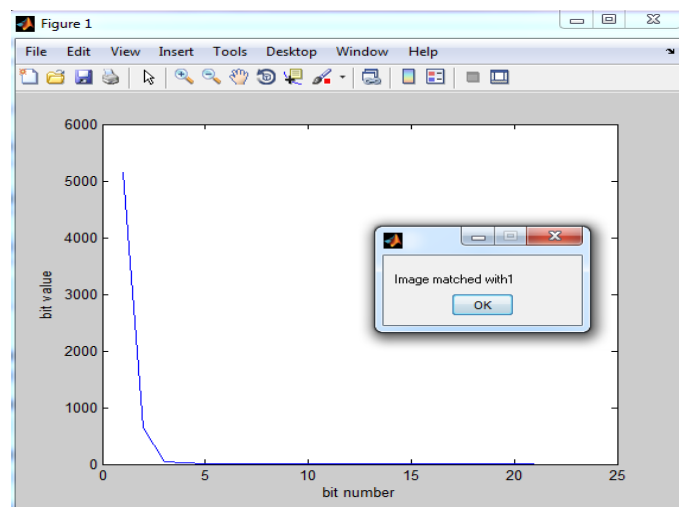 Figure 1
File Edit View Insert Tools Desktop Window Help
6000
5000
4000
3000
2000
1000
0
bit value
0 5 10 15 20 25
bit number
Image matched with1
OK